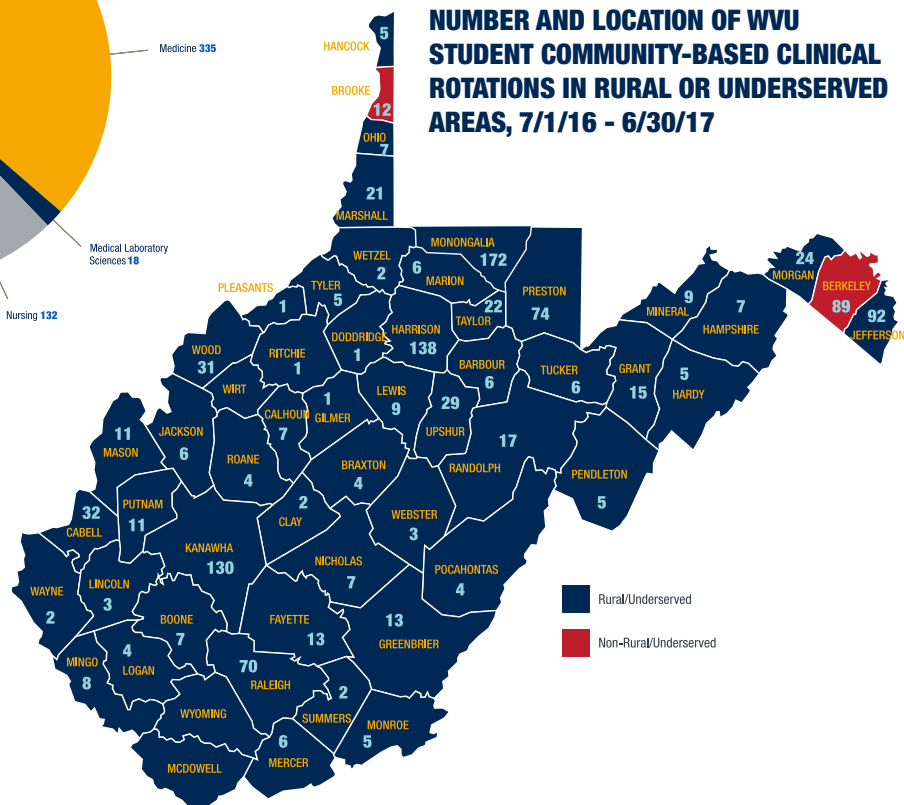 NUMBER AND LOCATION OF WVU
STUDENT COMMUNITY-BASED CLINICAL
ROTATIONS IN RURAL OR UNDERSERVED
AREAS, 7/1/16 - 6/30/17
Medicine 335
Medical Laboratory
Sciences 18
Nursing 132
5
HANCOCK
BROOKE
12
OHIO
7
21
MARSHALL
WETZEL
2
MONONGALIA
172
6
MARION
PRESTON
74
PLEASANTS
1
TYLER
5
DODDRIDGE
1
HARRISON
138
22
TAYLOR
24
MORGAN
BERKELEY
89
92
JEFFERSON
9
MINERAL
7
HAMPSHIRE
WOOD
31
RITCHIE
1
WIRT
BARBOUR
6
TUCKER
6
GRANT
15
5
HARDY
LEWIS
9
29
UPSHUR
1
GILMER
CALHOUN
7
11
MASON
JACKSON
6
ROANE
4
BRAXTON
4
17
RANDOLPH
PENDLETON
5
32
CABELL
PUTNAM
11
2
CLAY
WEBSTER
3
KANAWHA
130
NICHOLAS
7
POCAHONTAS
4
WAYNE
2
LINCOLN
3
BOONE
7
FAYETTE
13
13
GREENBRIER
Rural/Underserved
Non-Rural/Underserved
MINGO
8
4
LOGAN
70
RALEIGH
WYOMING
2
SUMMERS
MONROE
5
6
MERCER
MCDOWELL